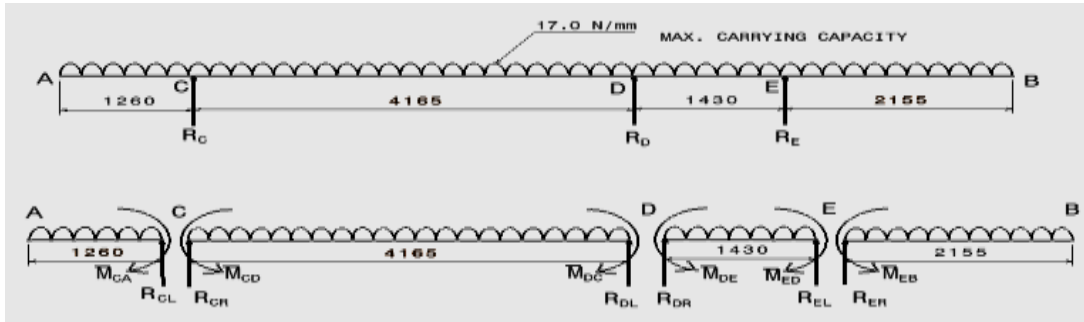 17.0 N/mm
MAX. CARRYING CAPACITY
A C D E B
1260 4165 1430 2155
RC RD RE
A C D E B
1260 4165 1430 2155
MCA MCD MDC MDE MED MEB
RCL RCR RDL RDR REL RER